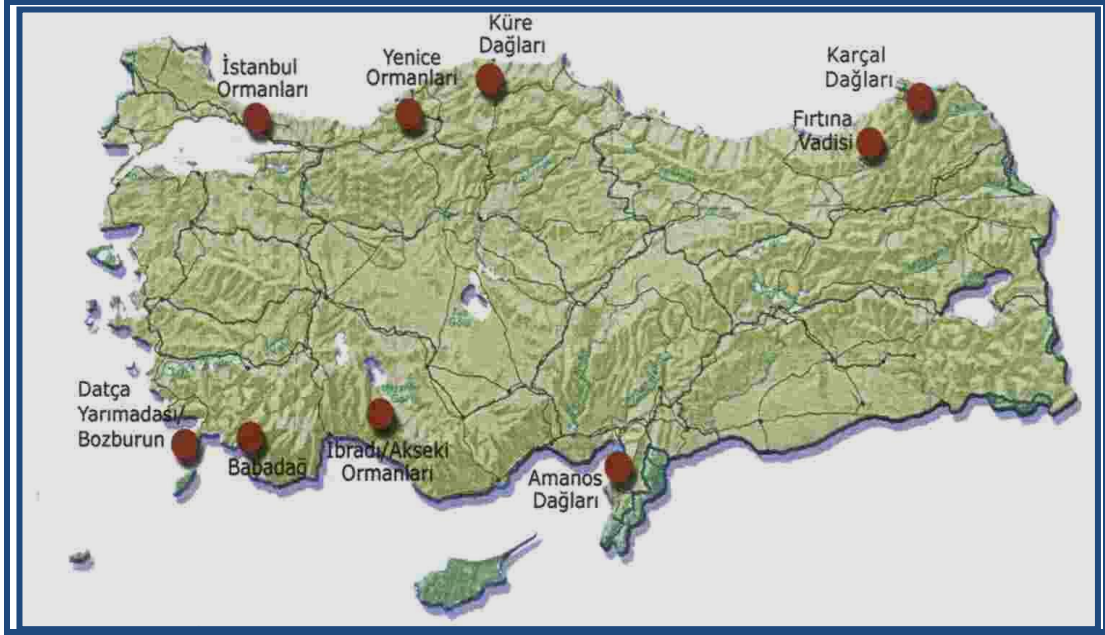 Küre
Dağları
Yenice
Ormanları
İstanbul
Ormanları
Karçal
Dağları
Fırtına
Vadisi
Datça
Yarımadası/
Bozburun
Babadağ
İbradı/Akseki
Ormanları
Amanos
Dağları